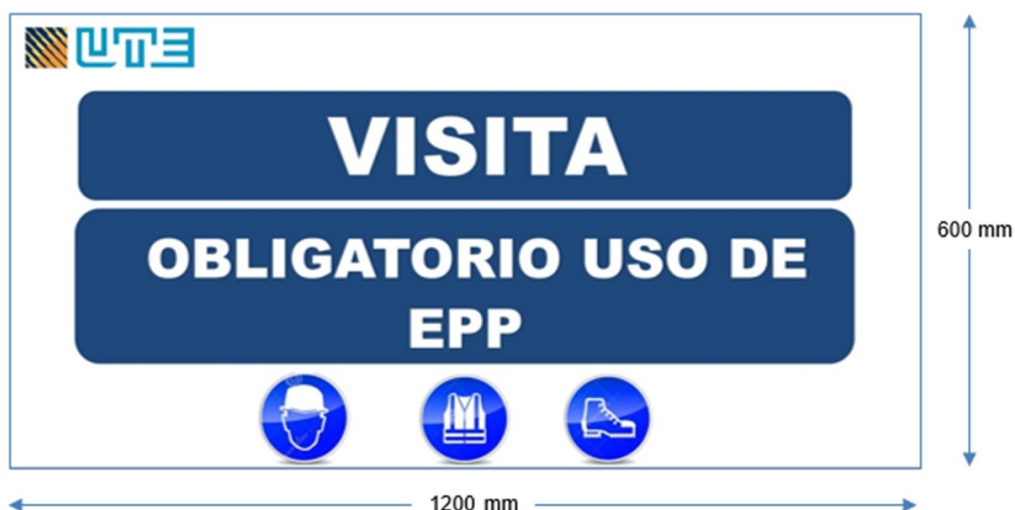 UTE
VISITA
OBLIGATORIO USO DE
EPP
600 mm
1200 mm